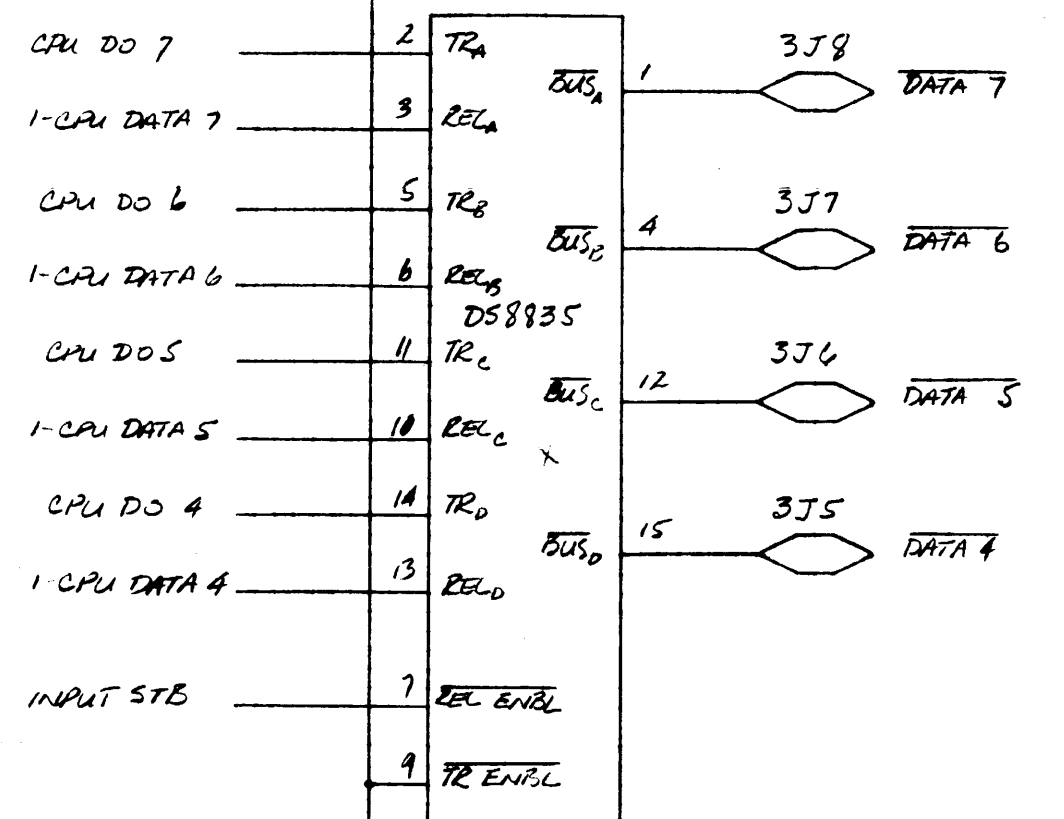 CPU DO 7 2 TRA
3J8
BUSA 1 DATA 7
1-CPU DATA 7 3 RECA
CPU DO 6 5 TRB
3J7
BUSB 4 DATA 6
1-CPU DATA 6 6 RECB
DS8835
CPU DO 5 11 TRC
3J6
BUSC 12 DATA 5
1-CPU DATA 5 10 RECC
X
CPU DO 4 14 TRD
3J5
BUSD 15 DATA 4
1-CPU DATA 4 13 RECD
INPUT STB 7 REC ENBL
9 TR ENBL